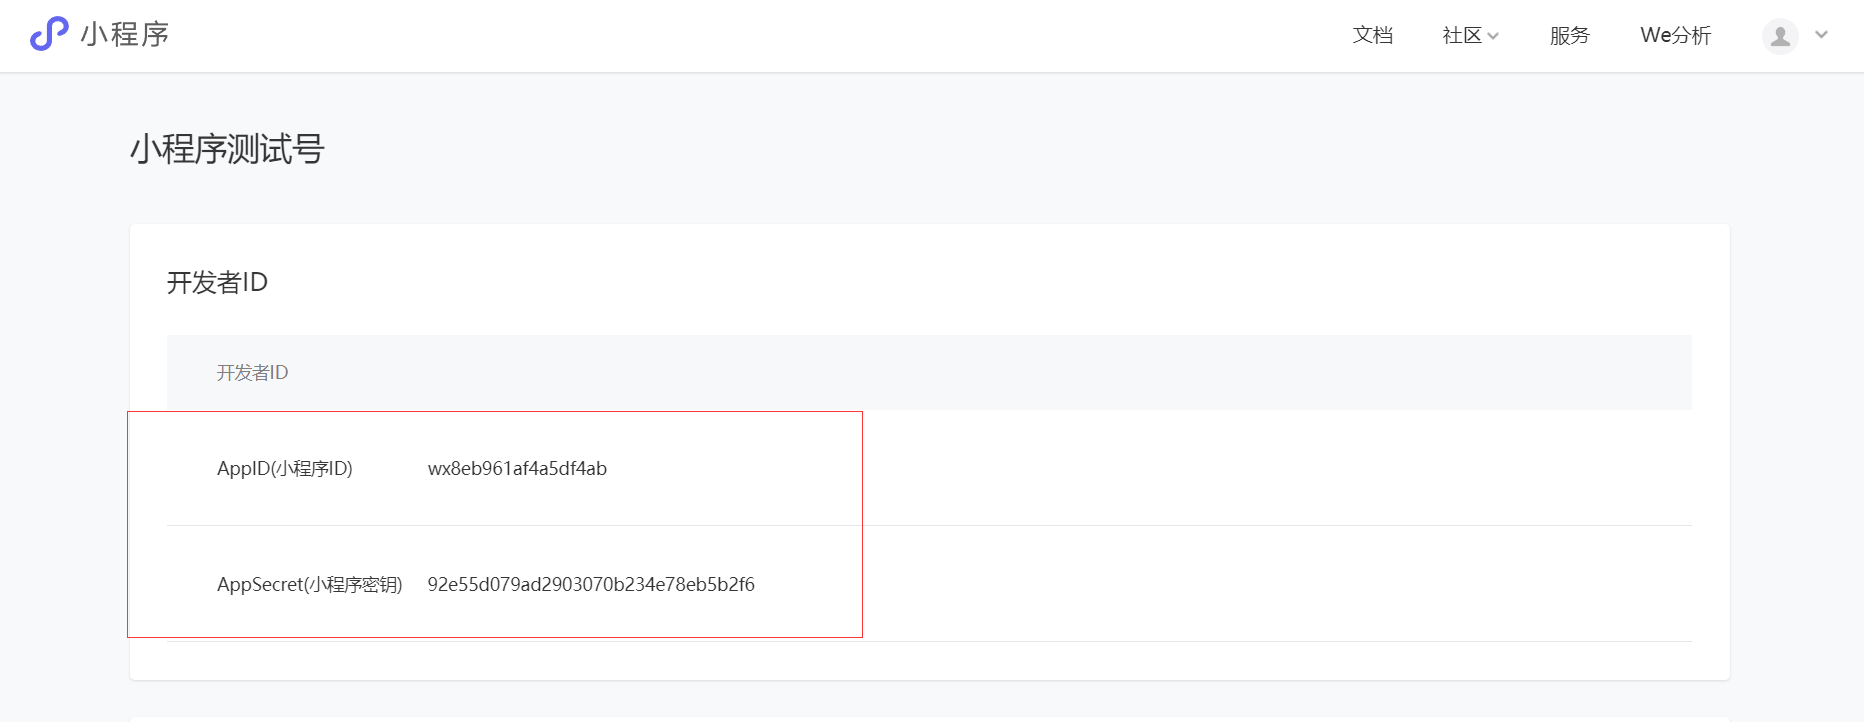 小程序 文档 社区 服务 We分析
小程序测试号
开发者ID
开发者ID
AppID(小程序ID) wx8eb961af4a5df4ab
AppSecret(小程序密钥) 92e55d079ad2903070b234e78eb5b2f6